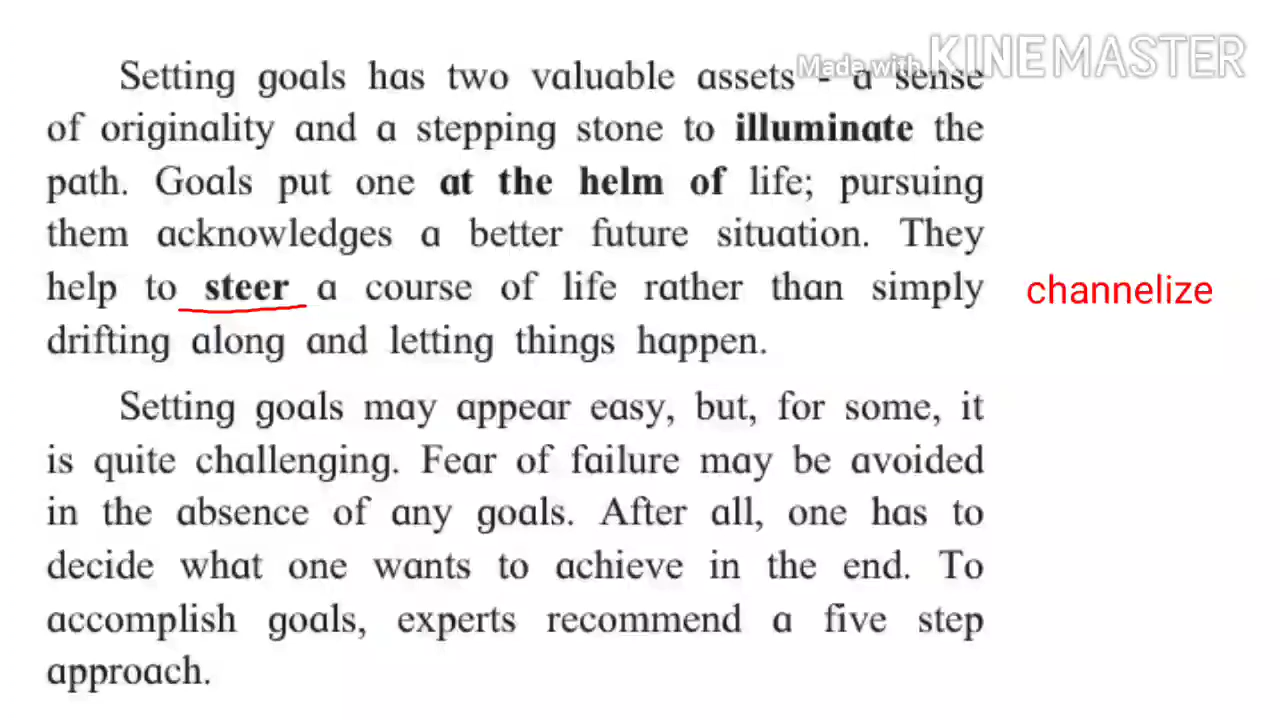 Made with KINEMASTER
Setting goals has two valuable assets - a sense
of originality and a stepping stone to illuminate the
path. Goals put one at the helm of life; pursuing
them acknowledges a better future situation. They
help to steer a course of life rather than simply channelize
drifting along and letting things happen.
Setting goals may appear easy, but, for some, it
is quite challenging. Fear of failure may be avoided
in the absence of any goals. After all, one has to
decide what one wants to achieve in the end. To
accomplish goals, experts recommend a five step
approach.